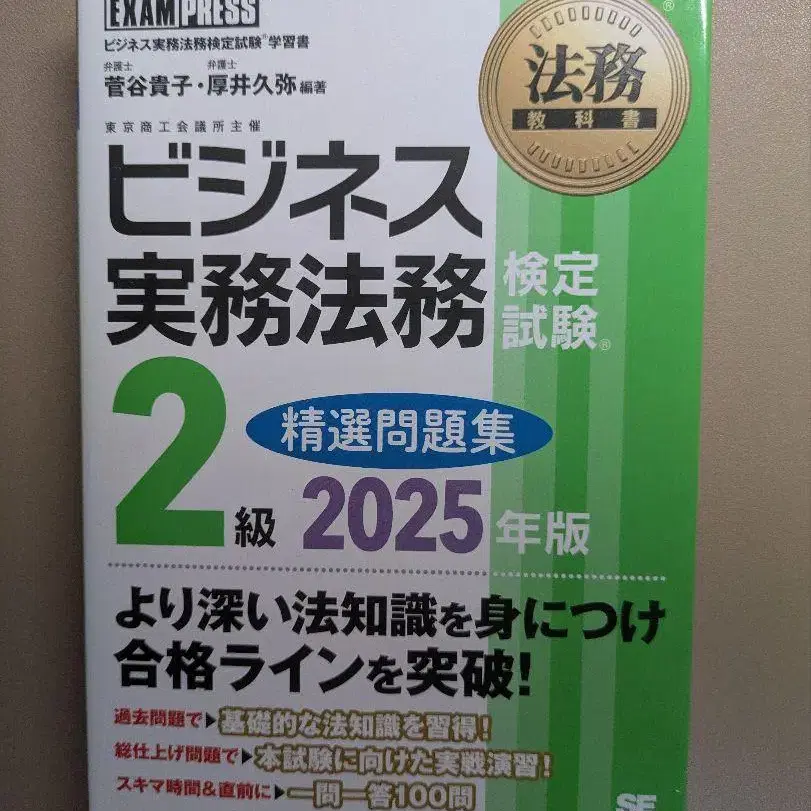 EXAMPRESS
ビジネス実務法務検定試験®学習書
弁護士 弁護士
菅谷貴子・厚井久弥 編著
法務
教科書
®
東京商工会議所主催
ビジネス
実務法務
検定
試験®
2級
精選問題集
2025年版
より深い法知識を身につけ
合格ラインを突破!
過去問題で▶基礎的な法知識を習得!
総仕上げ問題で▶本試験に向けた実戦演習!
スキマ時間&直前に▶一問一答100問
SE